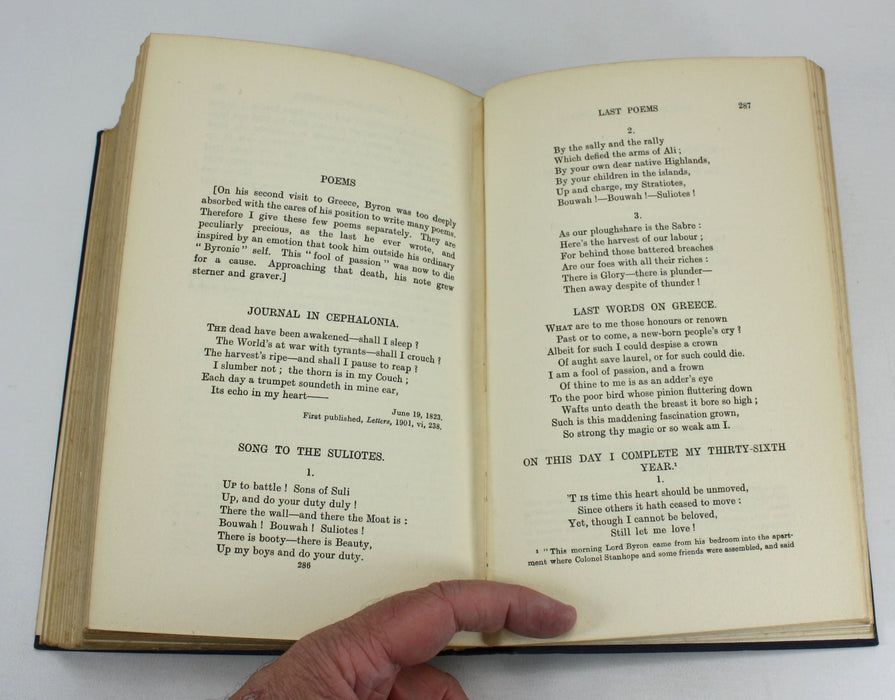 POEMS
[On his second visit to Greece, Byron was too deeply
absorbed with the cares of his position to write many poems.
Therefore I give these few poems separately. They are
peculiarly precious, as the last he ever wrote, and
inspired by an emotion that took him outside his ordinary
"Byronic" self. This "fool of passion" was now to die
for a cause. Approaching that death, his note grew
sterner and graver.]
JOURNAL IN CEPHALONIA.
THE dead have been awakened—shall I sleep?
The World's at war with tyrants—shall I crouch?
The harvest's ripe—and shall I pause to reap?
I slumber not; the thorn is in my Couch;
Each day a trumpet soundeth in mine ear,
Its echo in my heart——
June 19, 1823.
First published, Letters, 1901, vi, 238.
SONG TO THE SULIOTES.
1.
Up to battle! Sons of Suli
Up, and do your duty duly!
There the wall—and there the Moat is:
Bouwah! Bouwah! Suliotes!
There is booty—there is Beauty,
Up my boys and do your duty.
286
LAST POEMS 287
2.
By the sally and the rally
Which defied the arms of Ali;
By your own dear native Highlands,
By your children in the islands,
Up and charge, my Stratiotes,
Bouwah!—Bouwah!—Suliotes!
3.
As our ploughshare is the Sabre:
Here's the harvest of our labour;
For behind those battered breaches
Are our foes with all their riches:
There is Glory—there is plunder—
Then away despite of thunder!
LAST WORDS ON GREECE.
WHAT are to me those honours or renown
Past or to come, a new-born people's cry?
Albeit for such I could despise a crown
Of aught save laurel, or for such could die.
I am a fool of passion, and a frown
Of thine to me is as an adder's eye
To the poor bird whose pinion fluttering down
Wafts unto death the breast it bore so high;
Such is this maddening fascination grown,
So strong thy magic or so weak am I.
ON THIS DAY I COMPLETE MY THIRTY-SIXTH
YEAR.¹
1.
'T IS time this heart should be unmoved,
Since others it hath ceased to move:
Yet, though I cannot be beloved,
Still let me love!
¹ "This morning Lord Byron came from his bedroom into the apart-
ment where Colonel Stanhope and some friends were assembled, and said